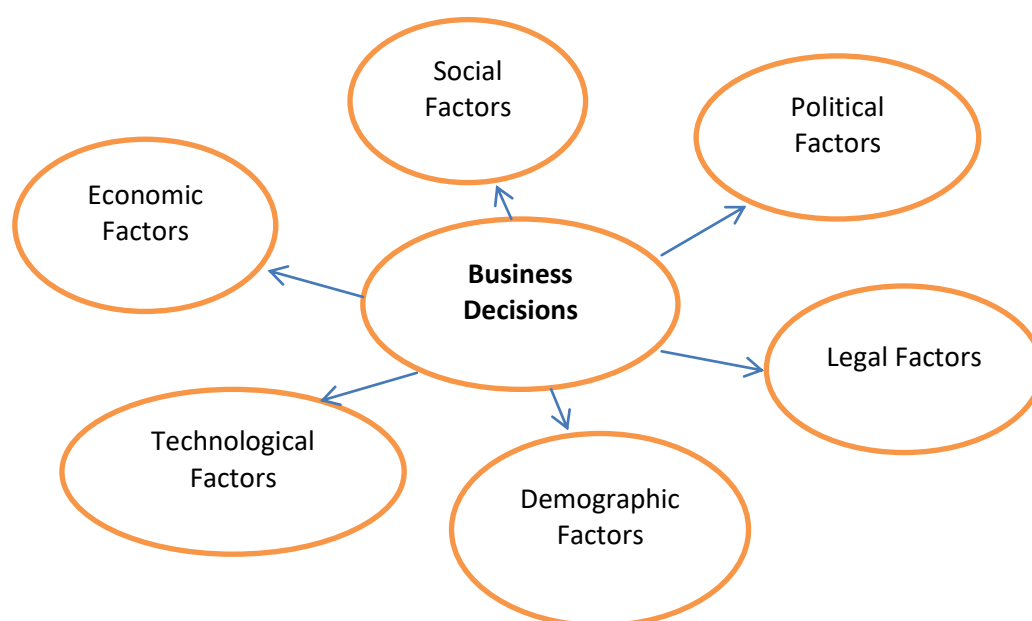 Social
Factors
Political
Factors
Economic
Factors
Business
Decisions
Legal Factors
Technological
Factors
Demographic
Factors